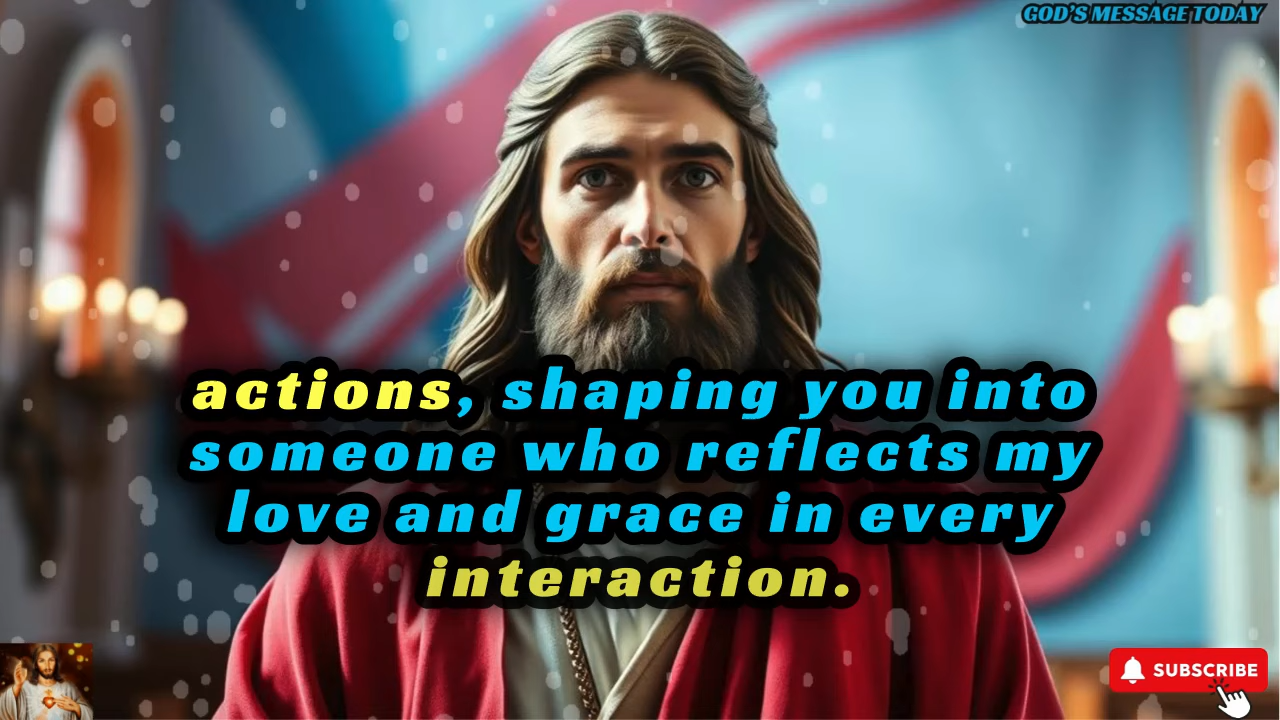 GOD'S MESSAGE TODAY
actions, shaping you into
someone who reflects my
love and grace in every
interaction.
SUBSCRIBE